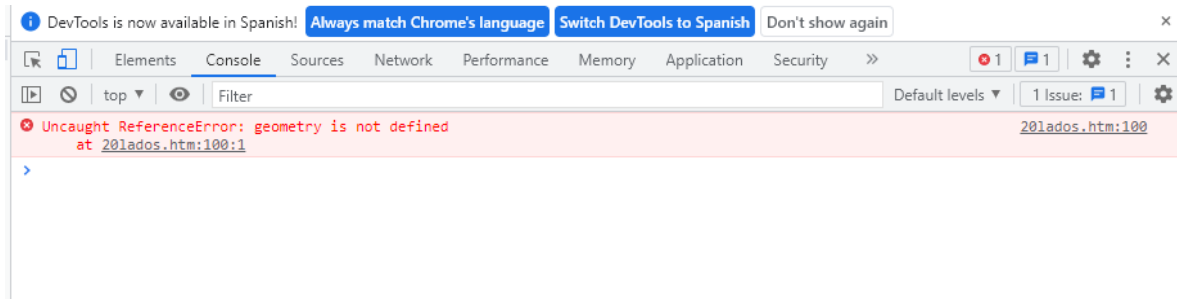 DevTools is now available in Spanish! Always match Chrome's language Switch DevTools to Spanish Don't show again ×
Elements Console Sources Network Performance Memory Application Security » 1 1
top ▼ Filter Default levels ▼ 1 Issue: 1
Uncaught ReferenceError: geometry is not defined 20lados.htm:100
at 20lados.htm:100:1
>